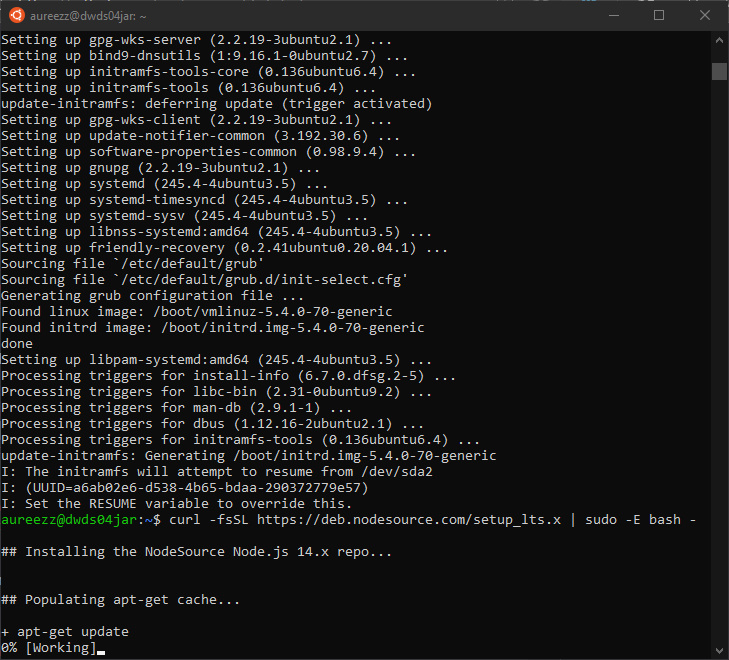 aureezz@dwds04jar: ~
Setting up gpg-wks-server (2.2.19-3ubuntu2.1) ...
Setting up bind9-dnsutils (1:9.16.1-0ubuntu2.7) ...
Setting up initramfs-tools-core (0.136ubuntu6.4) ...
Setting up initramfs-tools (0.136ubuntu6.4) ...
update-initramfs: deferring update (trigger activated)
Setting up gpg-wks-client (2.2.19-3ubuntu2.1) ...
Setting up update-notifier-common (3.192.30.6) ...
Setting up software-properties-common (0.98.9.4) ...
Setting up gnupg (2.2.19-3ubuntu2.1) ...
Setting up systemd (245.4-4ubuntu3.5) ...
Setting up systemd-timesyncd (245.4-4ubuntu3.5) ...
Setting up systemd-sysv (245.4-4ubuntu3.5) ...
Setting up libnss-systemd:amd64 (245.4-4ubuntu3.5) ...
Setting up friendly-recovery (0.2.41ubuntu0.20.04.1) ...
Sourcing file `/etc/default/grub'
Sourcing file `/etc/default/grub.d/init-select.cfg'
Generating grub configuration file ...
Found linux image: /boot/vmlinuz-5.4.0-70-generic
Found initrd image: /boot/initrd.img-5.4.0-70-generic
done
Setting up libpam-systemd:amd64 (245.4-4ubuntu3.5) ...
Processing triggers for install-info (6.7.0.dfsg.2-5) ...
Processing triggers for libc-bin (2.31-0ubuntu9.2) ...
Processing triggers for man-db (2.9.1-1) ...
Processing triggers for dbus (1.12.16-2ubuntu2.1) ...
Processing triggers for initramfs-tools (0.136ubuntu6.4) ...
update-initramfs: Generating /boot/initrd.img-5.4.0-70-generic
I: The initramfs will attempt to resume from /dev/sda2
I: (UUID=a6ab02e6-d538-4b65-bdaa-290372779e57)
I: Set the RESUME variable to override this.
aureezz@dwds04jar:~$ curl -fsSL https://deb.nodesource.com/setup_lts.x | sudo -E bash -
## Installing the NodeSource Node.js 14.x repo...
## Populating apt-get cache...
+ apt-get update
0% [Working]